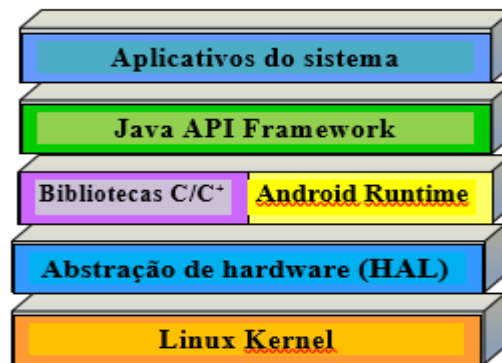 Aplicativos do sistema
Java API Framework
Bibliotecas C/C⁺ Android Runtime
Abstração de hardware (HAL)
Linux Kernel